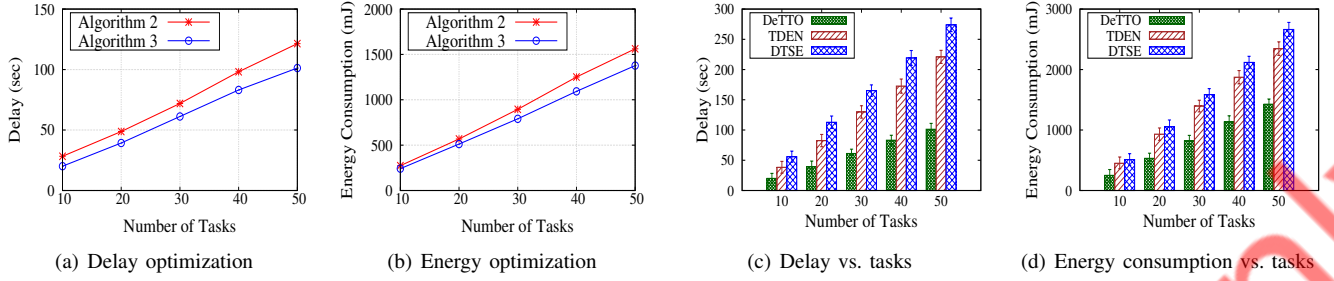 150
100
50
0
Delay (sec)
Algorithm 2
Algorithm 3
10 20 30 40 50
Number of Tasks
(a) Delay optimization
2000
1500
1000
500
0
Energy Consumption (mJ)
Algorithm 2
Algorithm 3
10 20 30 40 50
Number of Tasks
(b) Energy optimization
300
250
200
150
100
50
0
Delay (sec)
DeTTO
TDEN
DTSE
10 20 30 40 50
Number of Tasks
(c) Delay vs. tasks
3000
2000
1000
0
Energy Consumption (mJ)
DeTTO
TDEN
DTSE
10 20 30 40 50
Number of Tasks
(d) Energy consumption vs. tasks